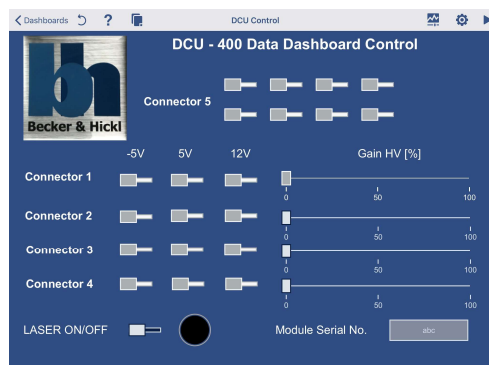 Dashboards ? DCU Control
DCU - 400 Data Dashboard Control
Connector 5
Becker & Hickl
-5V 5V 12V Gain HV [%]
Connector 1
0 50 100
Connector 2
0 50 100
Connector 3
0 50 100
Connector 4
0 50 100
LASER ON/OFF Module Serial No. abc